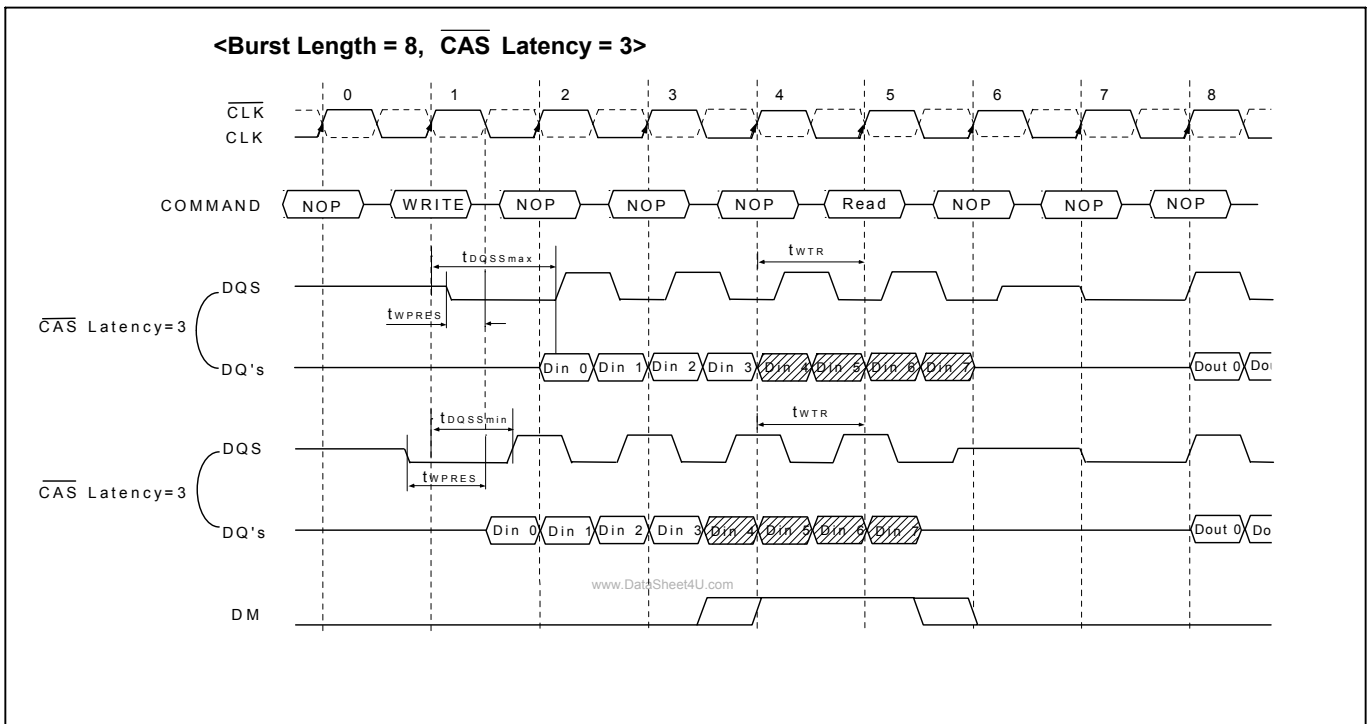 <Burst Length = 8, CAS Latency = 3>
0 1 2 3 4 5 6 7 8
CLK
CLK
COMMAND NOP WRITE NOP NOP NOP Read NOP NOP NOP
tDQSSmax tWTR
DQS
tWPRES
CAS Latency=3
DQ's Din 0 Din 1 Din 2 Din 3 Din 4 Din 5 Din 6 Din 7 Dout 0 Do
tDQSSmin tWTR
DQS
tWPRES
CAS Latency=3
DQ's Din 0 Din 1 Din 2 Din 3 Din 4 Din 5 Din 6 Din 7 Dout 0 Do
www.DataSheet4U.com
DM